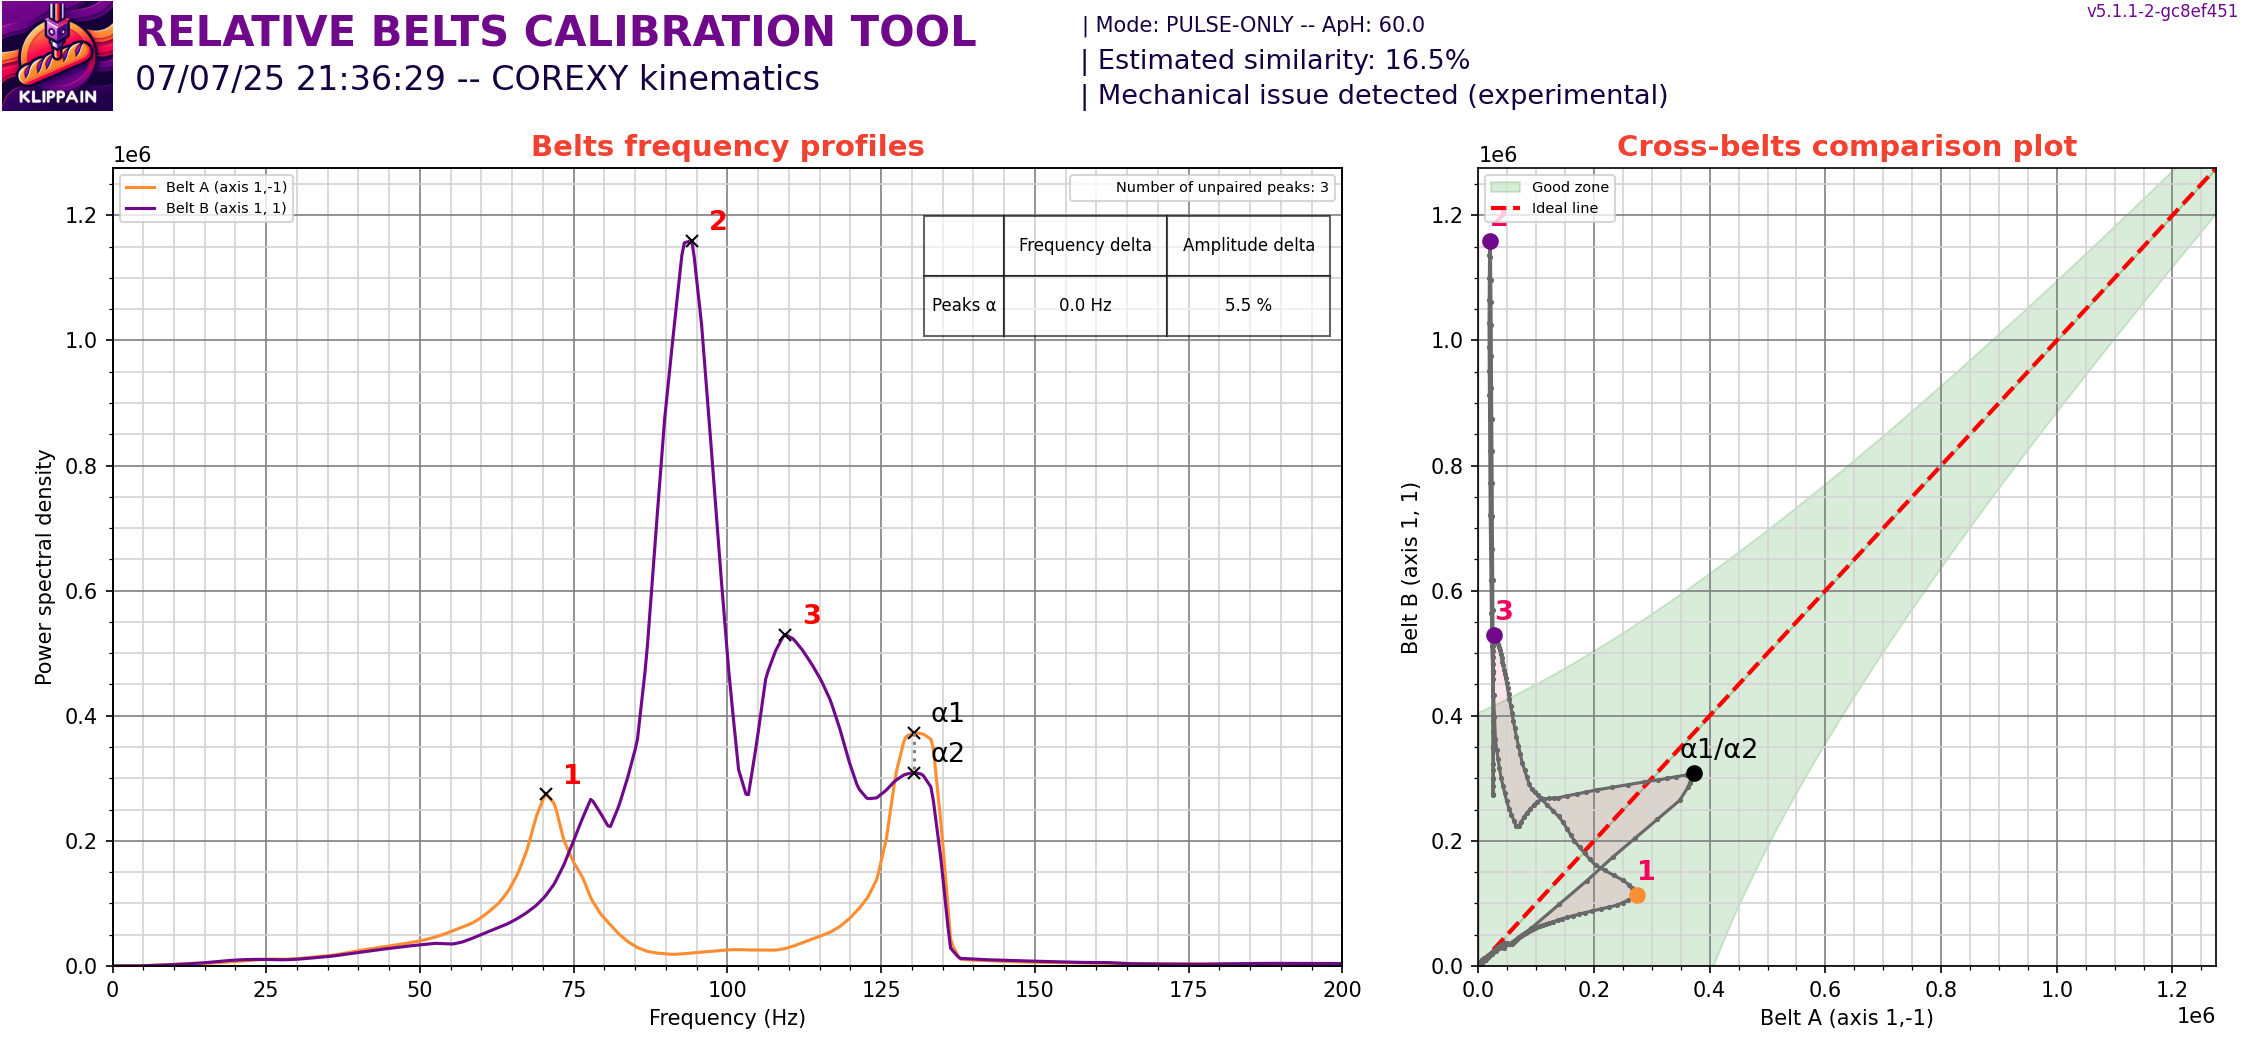 KLIPPAIN
RELATIVE BELTS CALIBRATION TOOL
07/07/25 21:36:29 -- COREXY kinematics
| Mode: PULSE-ONLY -- ApH: 60.0
| Estimated similarity: 16.5%
| Mechanical issue detected (experimental)
v5.1.1-2-gc8ef451
Belts frequency profiles
1e6
Belt A (axis 1,-1)
Belt B (axis 1, 1)
Number of unpaired peaks: 3
Frequency delta Amplitude delta
Peaks α 0.0 Hz 5.5 %
1
2
3
α1
α2
Power spectral density
1.2
1.0
0.8
0.6
0.4
0.2
0.0
0 25 50 75 100 125 150 175 200
Frequency (Hz)
Cross-belts comparison plot
1e6
Good zone
Ideal line
2
3
α1/α2
1
Belt B (axis 1, 1)
1.2
1.0
0.8
0.6
0.4
0.2
0.0
0.0 0.2 0.4 0.6 0.8 1.0 1.2
Belt A (axis 1,-1)
1e6